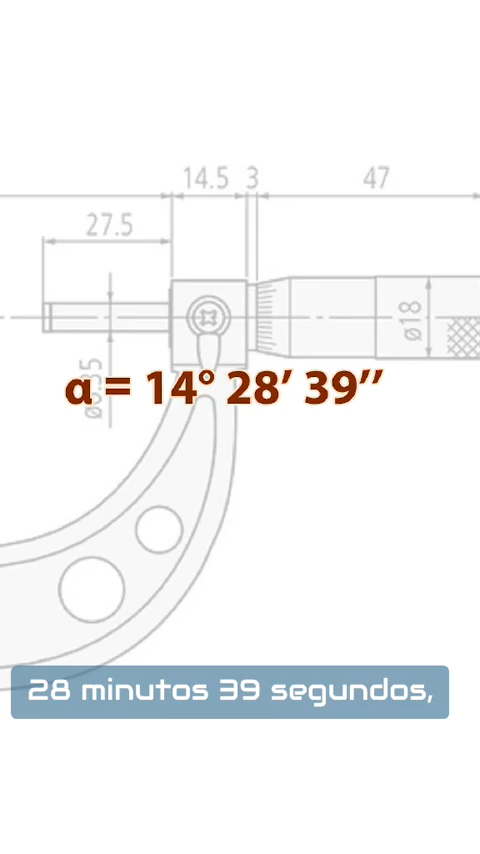 14.5 3 47
27.5
ø18
α = 14° 28′ 39′′
28 minutos 39 segundos,